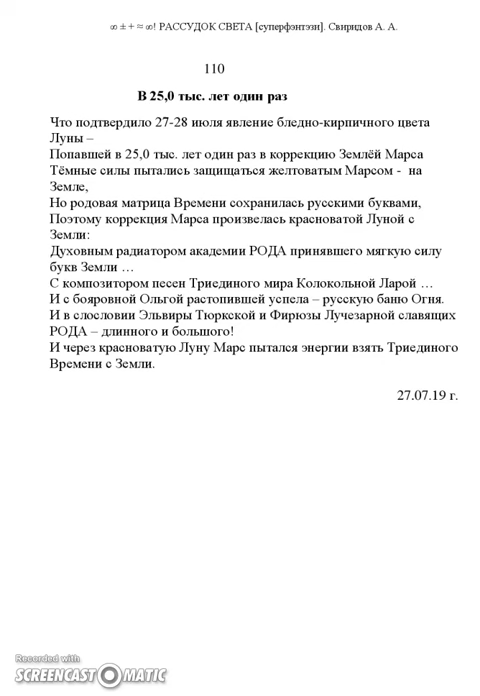 ∞ ± + ≈ ∞! РАССУДОК СВЕТА [суперфэнтэзи]. Свиридов А. А.
110
В 25,0 тыс. лет один раз
Что подтвердило 27-28 июля явление бледно-кирпичного цвета
Луны –
Попавшей в 25,0 тыс. лет один раз в коррекцию Землёй Марса
Тёмные силы пытались защищаться желтоватым Марсом - на
Земле,
Но родовая матрица Времени сохранилась русскими буквами,
Поэтому коррекция Марса произвелась красноватой Луной с
Земли:
Духовным радиатором академии РОДА принявшего мягкую силу
букв Земли …
С композитором песен Триединого мира Колокольной Ларой …
И с бояровной Ольгой растопившей успела – русскую баню Огня.
И в слословии Эльвиры Тюркской и Фирюзы Лучезарной славящих
РОДА – длинного и большого!
И через красноватую Луну Марс пытался энергии взять Триединого
Времени с Земли.
27.07.19 г.
Recorded with
SCREENCAST-O-MATIC